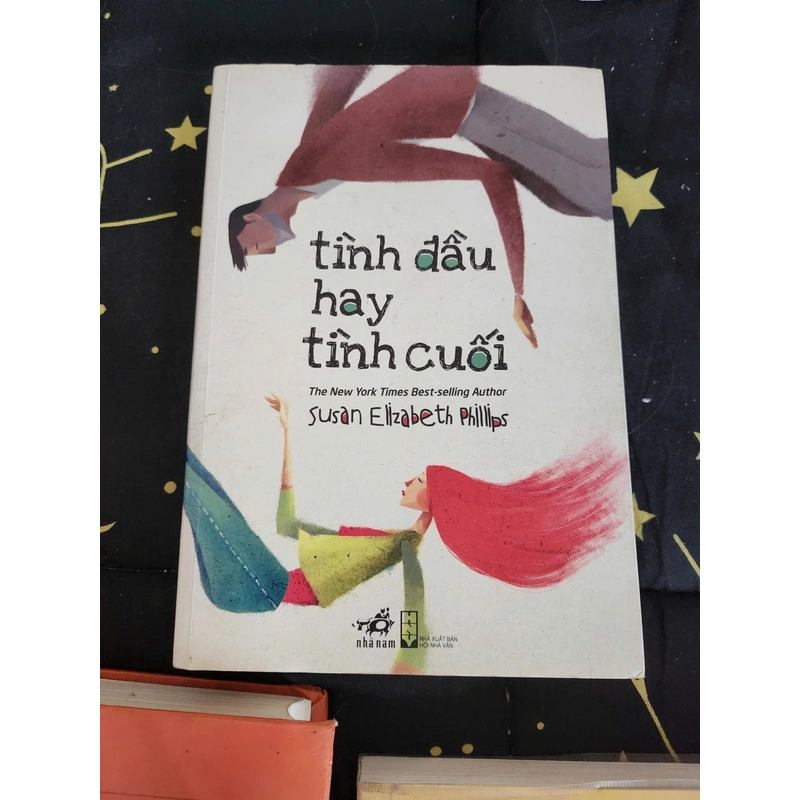 tình đầu
hay
tình cuối
The New York Times Best-selling Author
Susan Elizabeth Phillips
nhã nam
NHÀ XUẤT BẢN
HỘI NHÀ VĂN